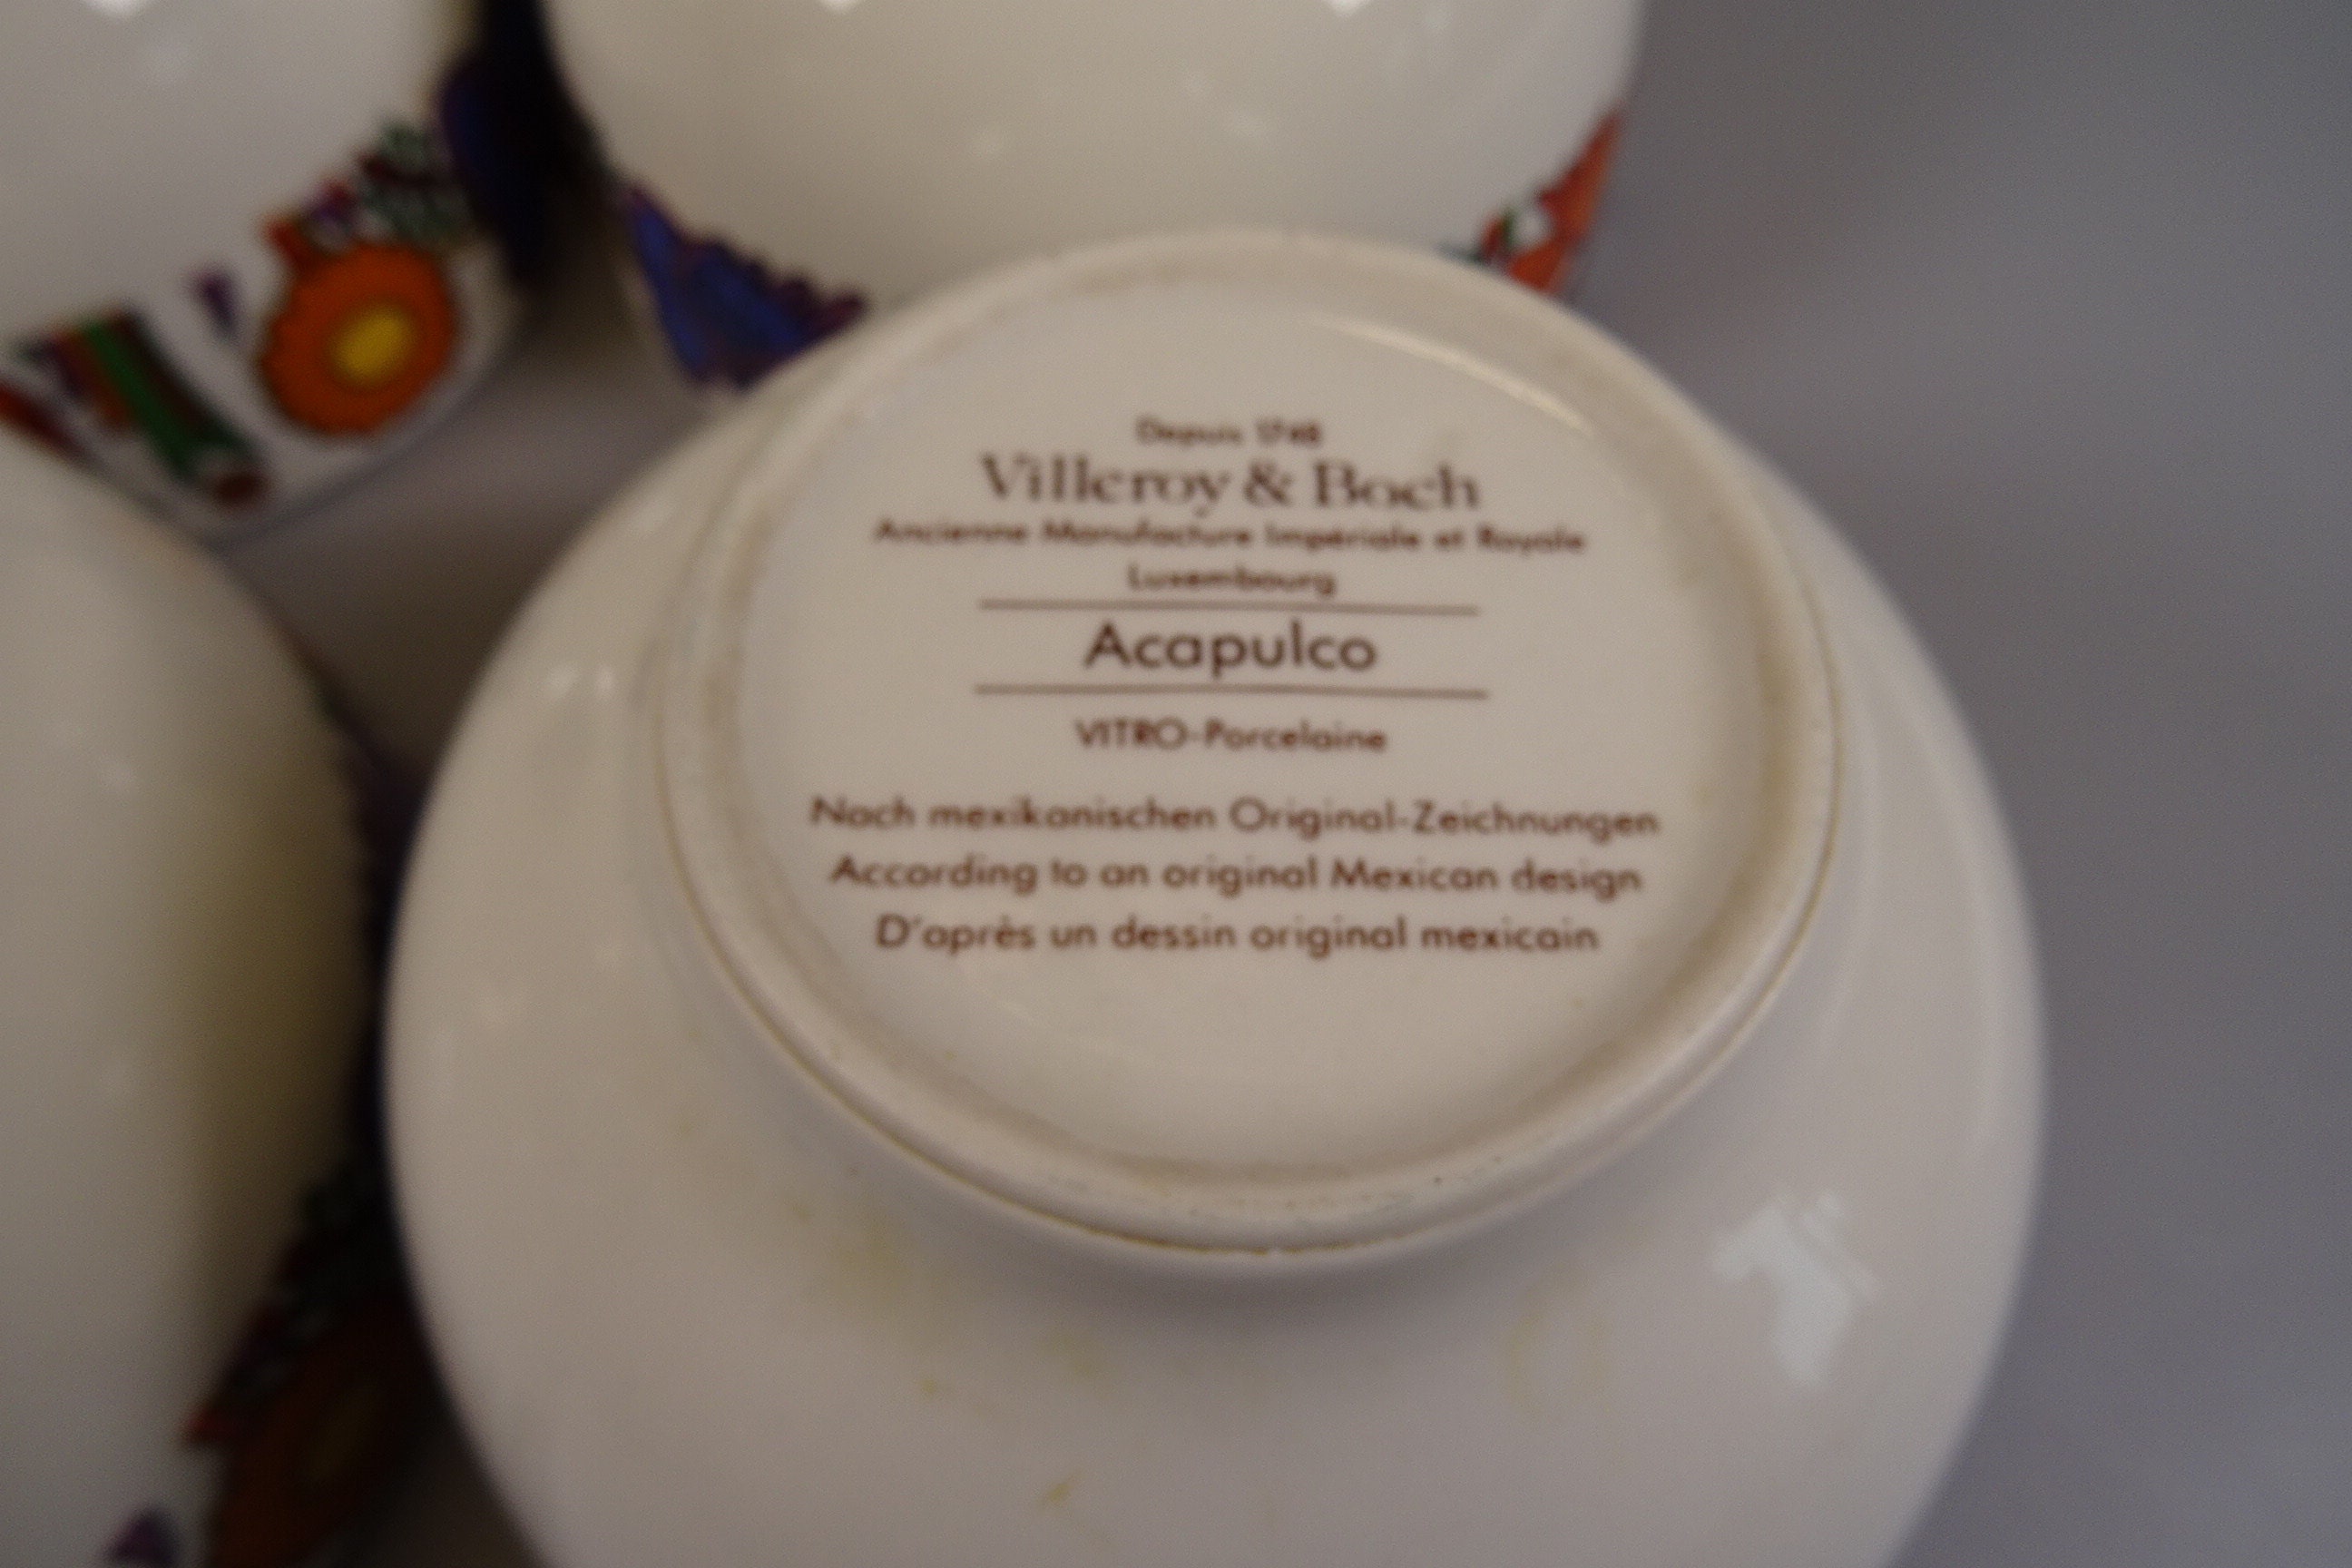 Depuis 1748
Villeroy & Boch
Ancienne Manufacture Impériale et Royale
Luxembourg
Acapulco
VITRO-Porcelaine
Nach mexikanischen Original-Zeichnungen
According to an original Mexican design
D'après un dessin original mexicain